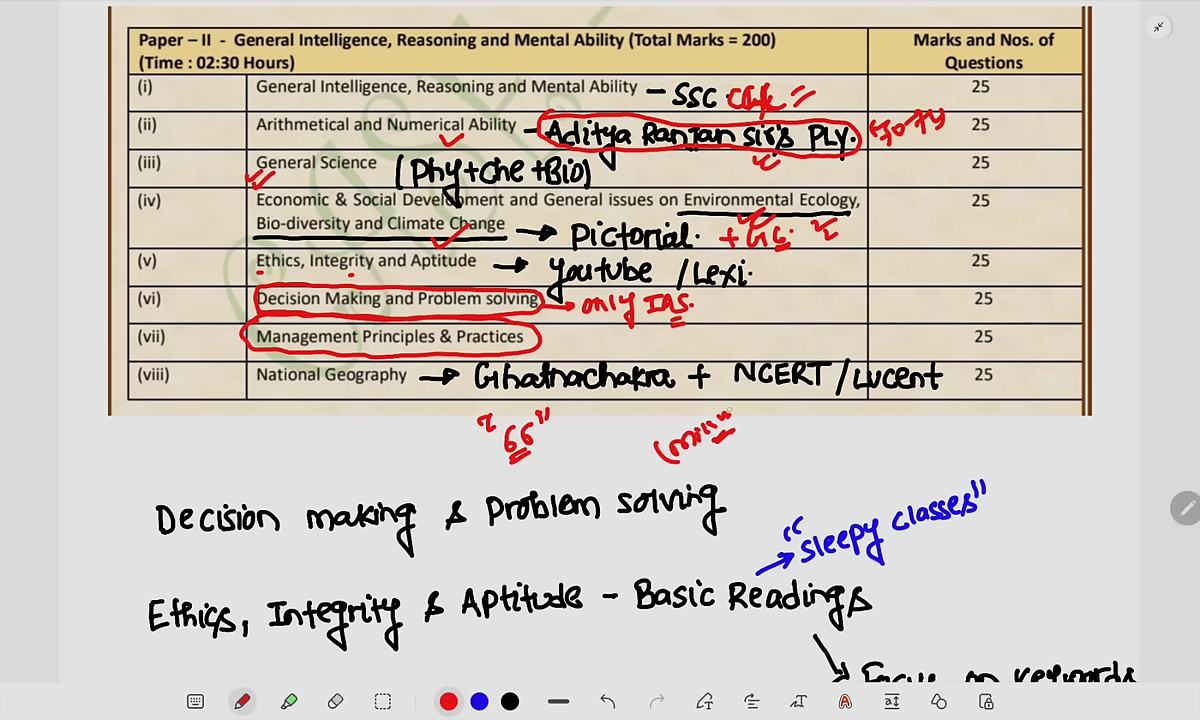 Paper – II - General Intelligence, Reasoning and Mental Ability (Total Marks = 200)
(Time : 02:30 Hours)
Marks and Nos. of
Questions
(i) General Intelligence, Reasoning and Mental Ability – SSC 25
(ii) Arithmetical and Numerical Ability – Aditya Ranjan sir's PLY. 25
(iii) General Science (Phy+che+Bio) 25
(iv) Economic & Social Development and General issues on Environmental Ecology, 25
Bio-diversity and Climate Change → Pictorial.
(v) Ethics, Integrity and Aptitude → Youtube /Lexi. 25
(vi) Decision Making and Problem solving → only IAS. 25
(vii) Management Principles & Practices 25
(viii) National Geography → Ghatnachakra + NCERT/Lucent 25
"66"
Decision making & Problem solving
"sleepy classes"
Ethics, Integrity & Aptitude - Basic Readings
Focus on keywords